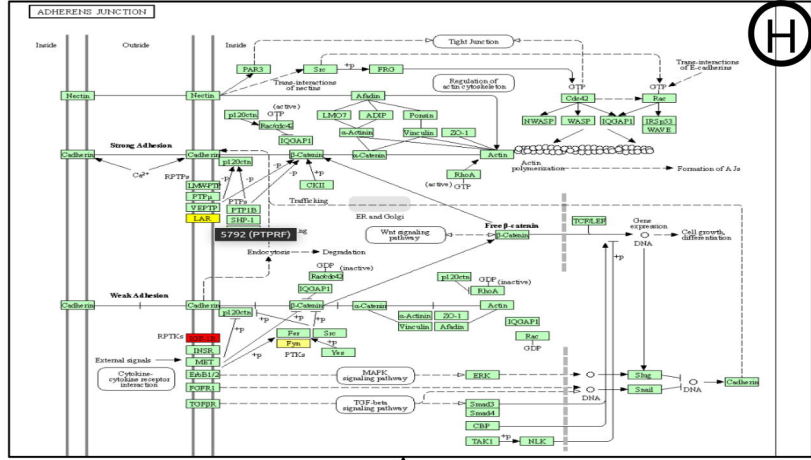 ADHERENS JUNCTION
H
Inside
Outside
Inside
Tight Junction
PAR3
Src
+p
FRG
Trans-interactions
of nectins
Regulation of
actin cytoskeleton
Trans-interactions
of E-cadherins
GTP
GTP
Nectin
Nectin
Afadin
Cdc42
Rac
p120ctn
(active)
GTP
Rac/cdc42
IQGAP1
LMO7
ADIP
Ponsin
α-Actinin
Vinculin
ZO-1
NWASP
WASP
IQGAP1
IRSp53
WAVE
Strong Adhesion
Cadherin
Cadherin
β-Catenin
α-Catenin
Actin
Ca2+
RPTPs
p120ctn
-p
-p
-p
-p
+p
CKII
RhoA
(active) GTP
Actin
polymerization
Formation of AJs
LMW-PTP
PTPμ
VEPTP
LAR
PTPs
PTP1B
SHP-1
Trafficking
ER and Golgi
5792 (PTPRF)
Wnt signaling
pathway
Free β-catenin
β-Catenin
TCF/LEF
Gene
expression
DNA
Cell growth,
differentiation
Endocytosis
Degradation
GDP
(inactive)
Rac/cdc42
IQGAP1
p120ctn
GDP
(inactive)
RhoA
+p
Weak Adhesion
Cadherin
Cadherin
p120ctn
β-Catenin
α-Catenin
Actin
+p
+p
+p
α-Actinin
ZO-1
Vinculin
Afadin
IQGAP1
Rac
GDP
RPTKs
INSR
MET
ErbB1/2
FGFR1
TGFβR
+p
+p
Fer
Src
Fyn
Yes
PTKs
External signals
Cytokine-
cytokine receptor
interaction
MAPK
signaling pathway
ERK
TGF-beta
signaling pathway
Smad3
Smad4
CBP
TAK1
+p
NLK
DNA
Slug
Snail
DNA
Cadherin